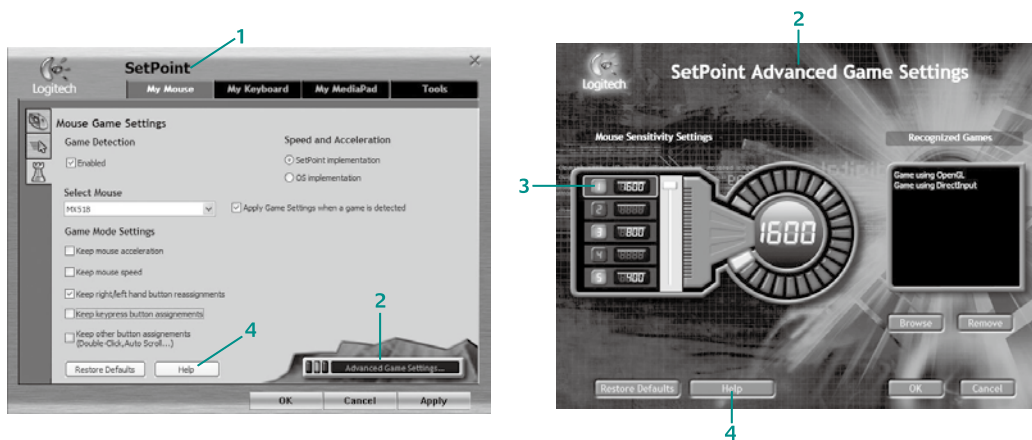 1
Logitech
SetPoint
My Mouse
My Keyboard
My MediaPad
Tools
Mouse Game Settings
Game Detection
Enabled
Speed and Acceleration
SetPoint implementation
OS implementation
Select Mouse
MX518
Apply Game Settings when a game is detected
Game Mode Settings
Keep mouse acceleration
Keep mouse speed
Keep right/left hand button reassignments
Keep keypress button assignements
Keep other button assignements
(Double-Click,Auto Scroll...)
4
2
Restore Defaults
Help
Advanced Game Settings...
OK
Cancel
Apply
2
Logitech
SetPoint Advanced Game Settings
Mouse Sensitivity Settings
Recognized Games
3
1 1600
2
3 800
4
5 400
1600
Game using OpenGL
Game using DirectInput
Browse
Remove
Restore Defaults
Help
OK
Cancel
4